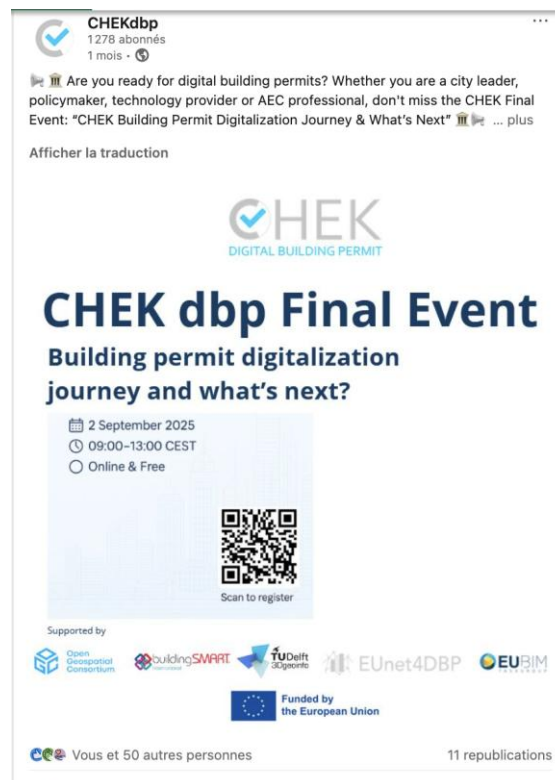 CHEKdbp
1 278 abonnés
1 mois •
Are you ready for digital building permits? Whether you are a city leader,
policymaker, technology provider or AEC professional, don't miss the CHEK Final
Event: “CHEK Building Permit Digitalization Journey & What's Next” ... plus
Afficher la traduction
CHEK
DIGITAL BUILDING PERMIT
CHEK dbp Final Event
Building permit digitalization
journey and what's next?
2 September 2025
09:00–13:00 CEST
Online & Free
Scan to register
Supported by
Open
Geospatial
Consortium
buildingSMART
TUDelft
3Dgeoinfo
EUnet4DBP
EUBIM
Funded by
the European Union
Vous et 50 autres personnes
11 republications